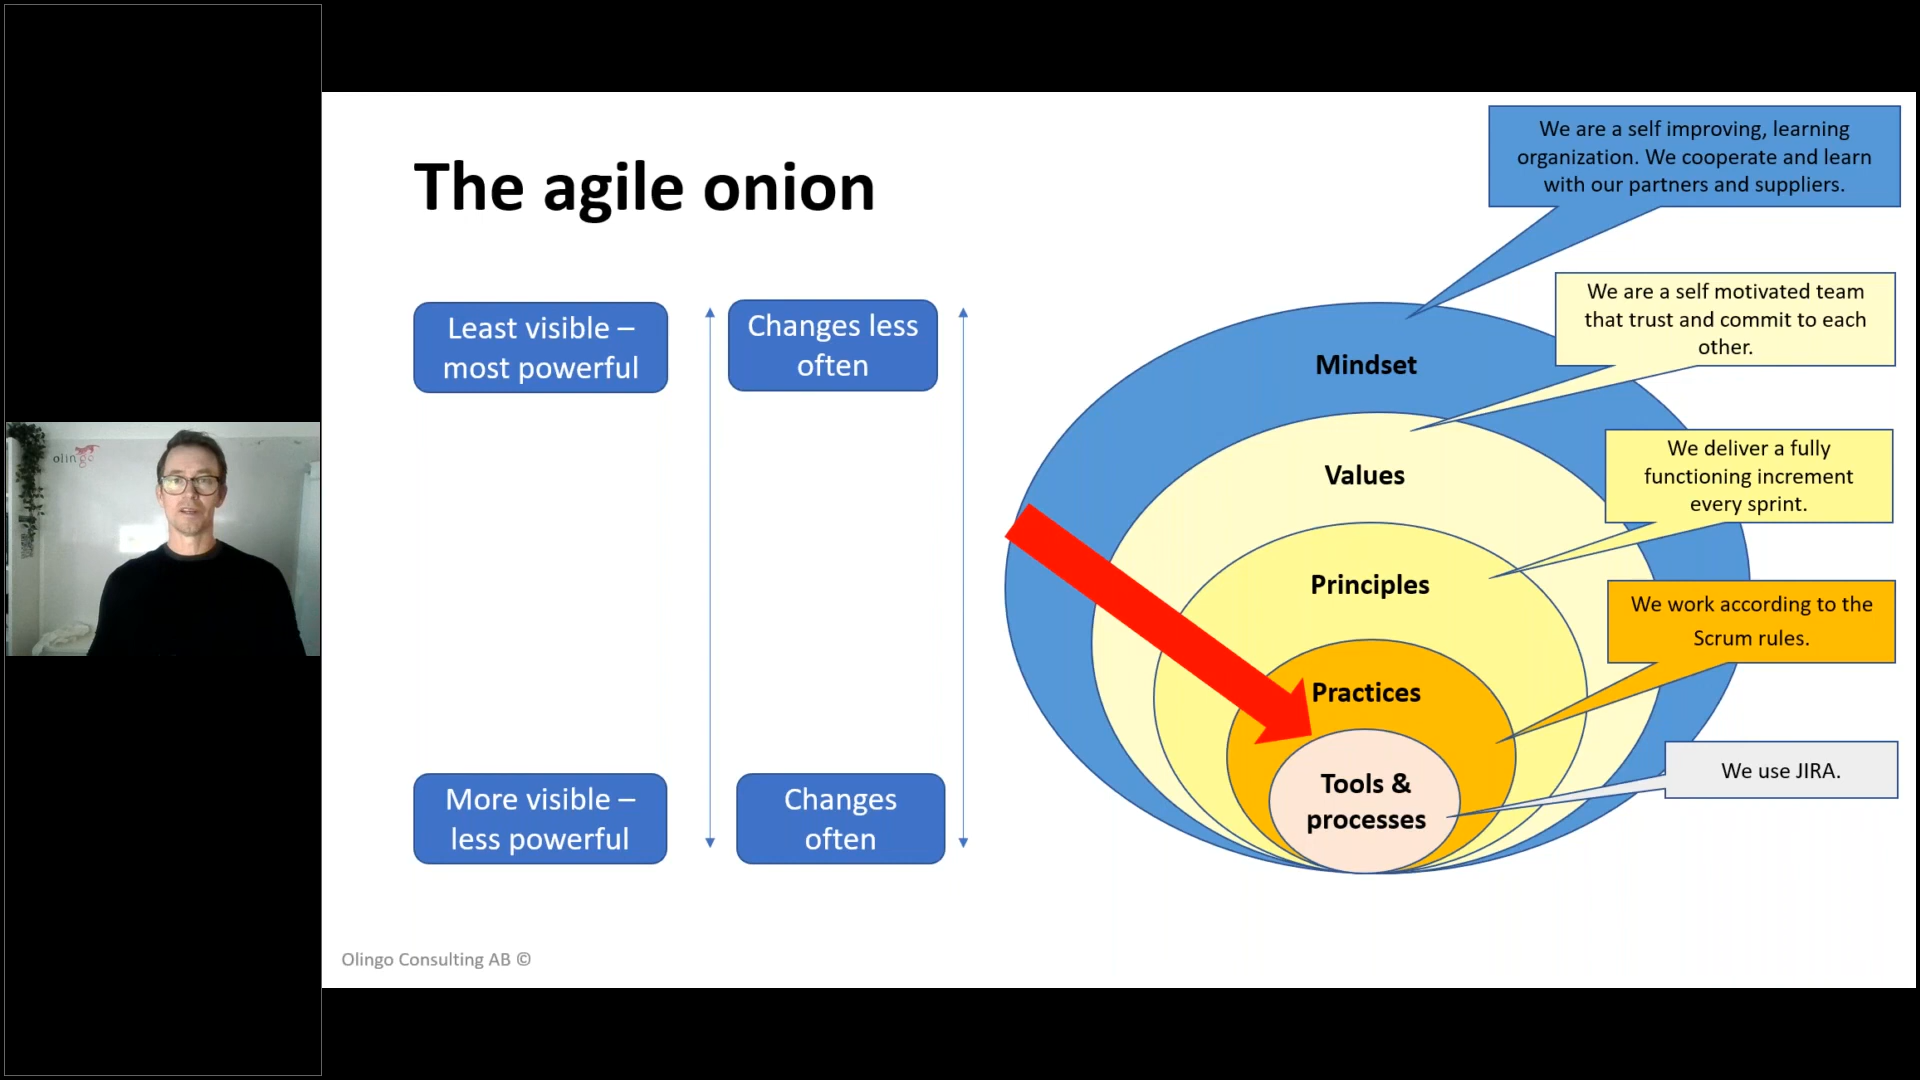 The agile onion
Least visible –
most powerful
Changes less
often
More visible –
less powerful
Changes
often
Mindset
Values
Principles
Practices
Tools &
processes
We are a self improving, learning
organization. We cooperate and learn
with our partners and suppliers.
We are a self motivated team
that trust and commit to each
other.
We deliver a fully
functioning increment
every sprint.
We work according to the
Scrum rules.
We use JIRA.
olingo
Olingo Consulting AB ©